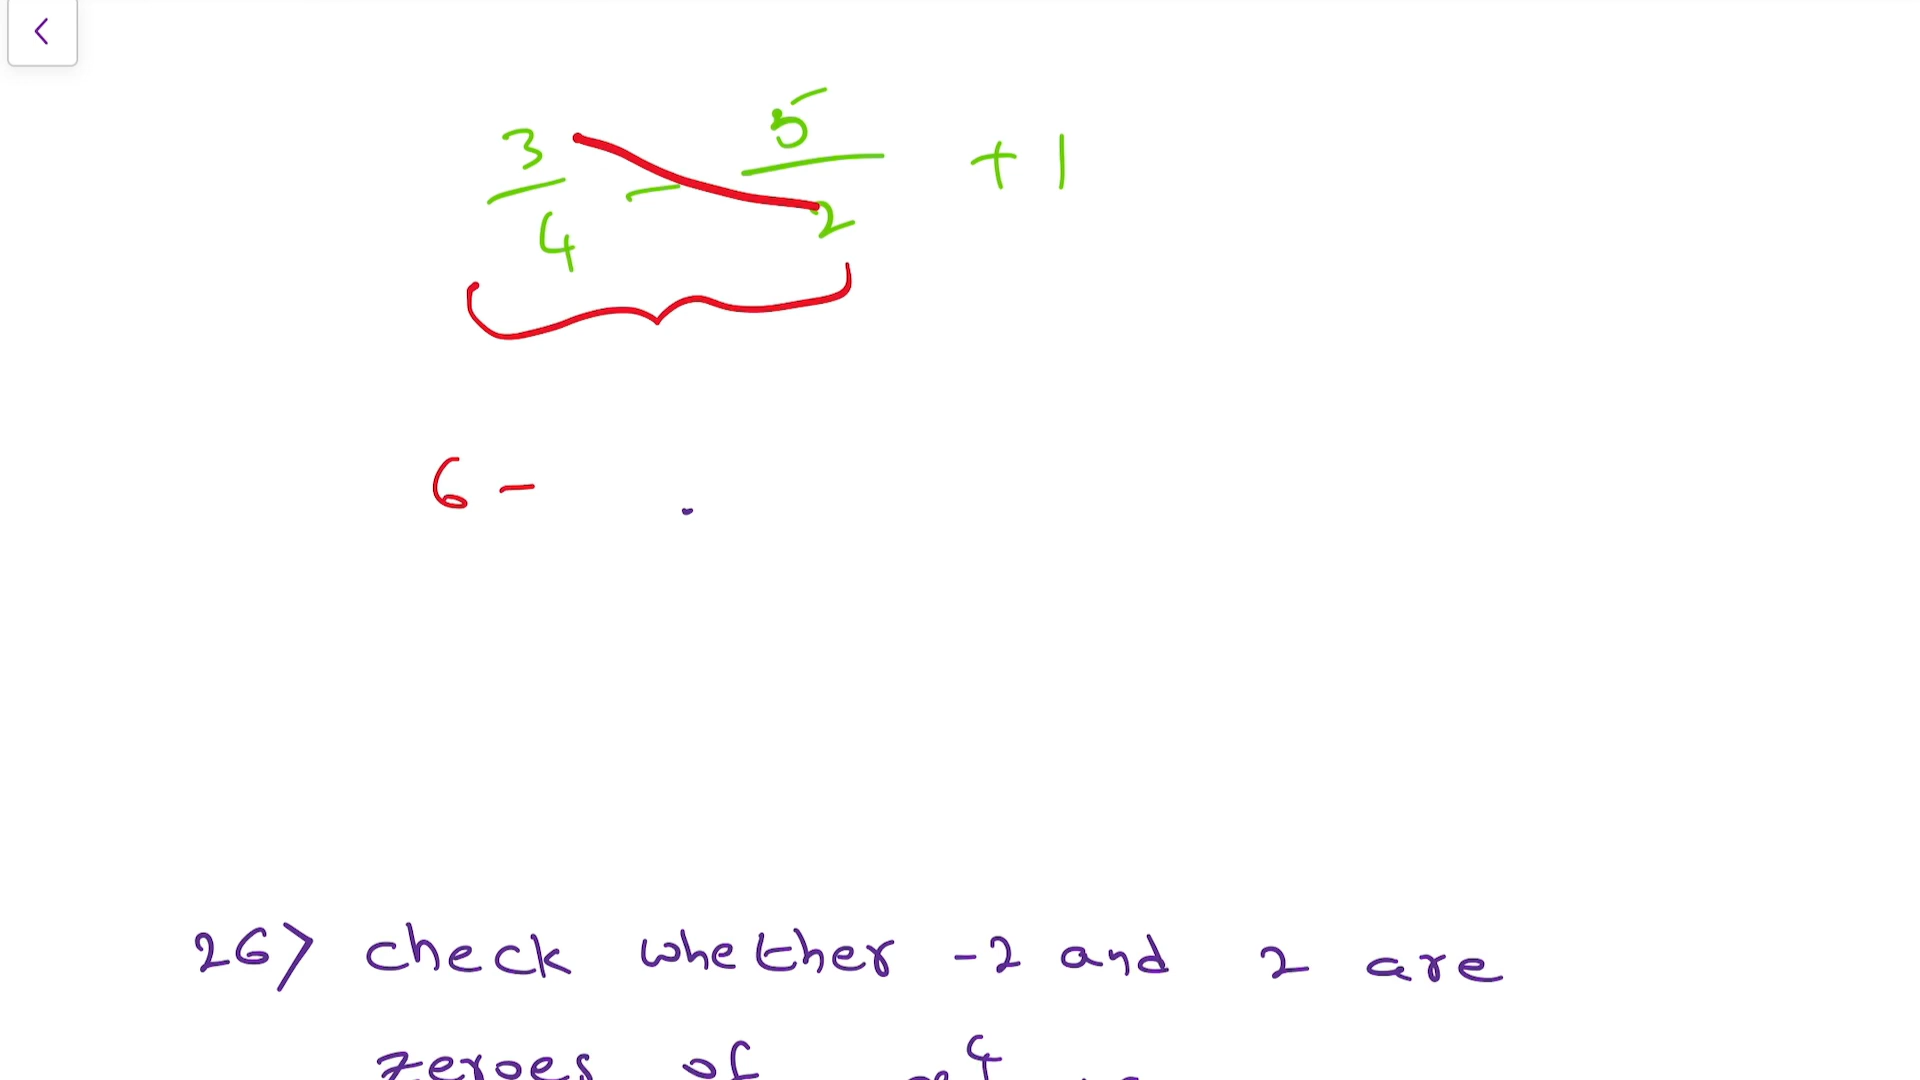 3/4 - 5/2 + 1
6 -
26> check whether -2 and 2 are
zeroes of